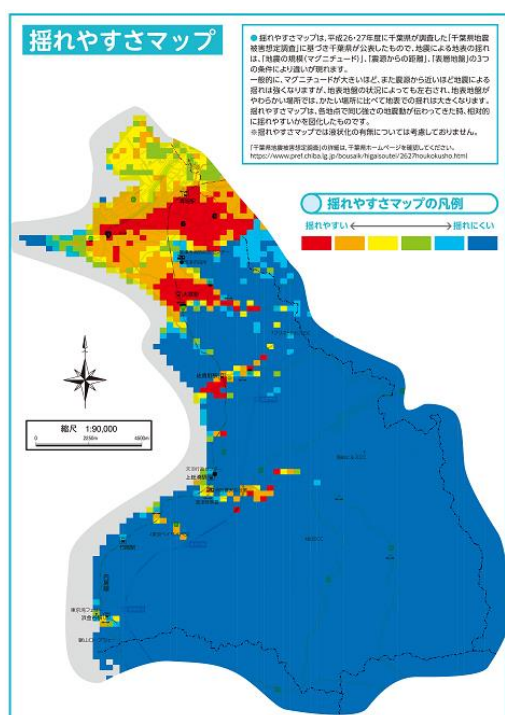 揺れやすさマップ
● 揺れやすさマップは、平成26・27年度に千葉県が調査した「千葉県地震
被害想定調査」に基づき千葉県が公表したもので、地震による地表の揺れ
は、「地震の規模(マグニチュード)」、「震源からの距離」、「表層地盤」の3つ
の条件により違いが現れます。
一般的に、マグニチュードが大きいほど、また震源から近いほど地震による
揺れは強くなりますが、地表地盤の状況によっても左右され、地表地盤が
やわらかい場所では、かたい場所に比べて地表での揺れは大きくなります。
揺れやすさマップは、各地点で同じ強さの地震動が伝わってきた時、相対的
に揺れやすいかを図化したものです。
※揺れやすさマップでは液状化の有無については考慮しておりません。
「千葉県地震被害想定調査」の詳細は、千葉県ホームページを確認してください。
https://www.pref.chiba.lg.jp/bousaik/higaisoutei/2627houkokusho.html
揺れやすさマップの凡例
揺れやすい
揺れにくい
縮尺 1:90,000
0
2250m
4500m